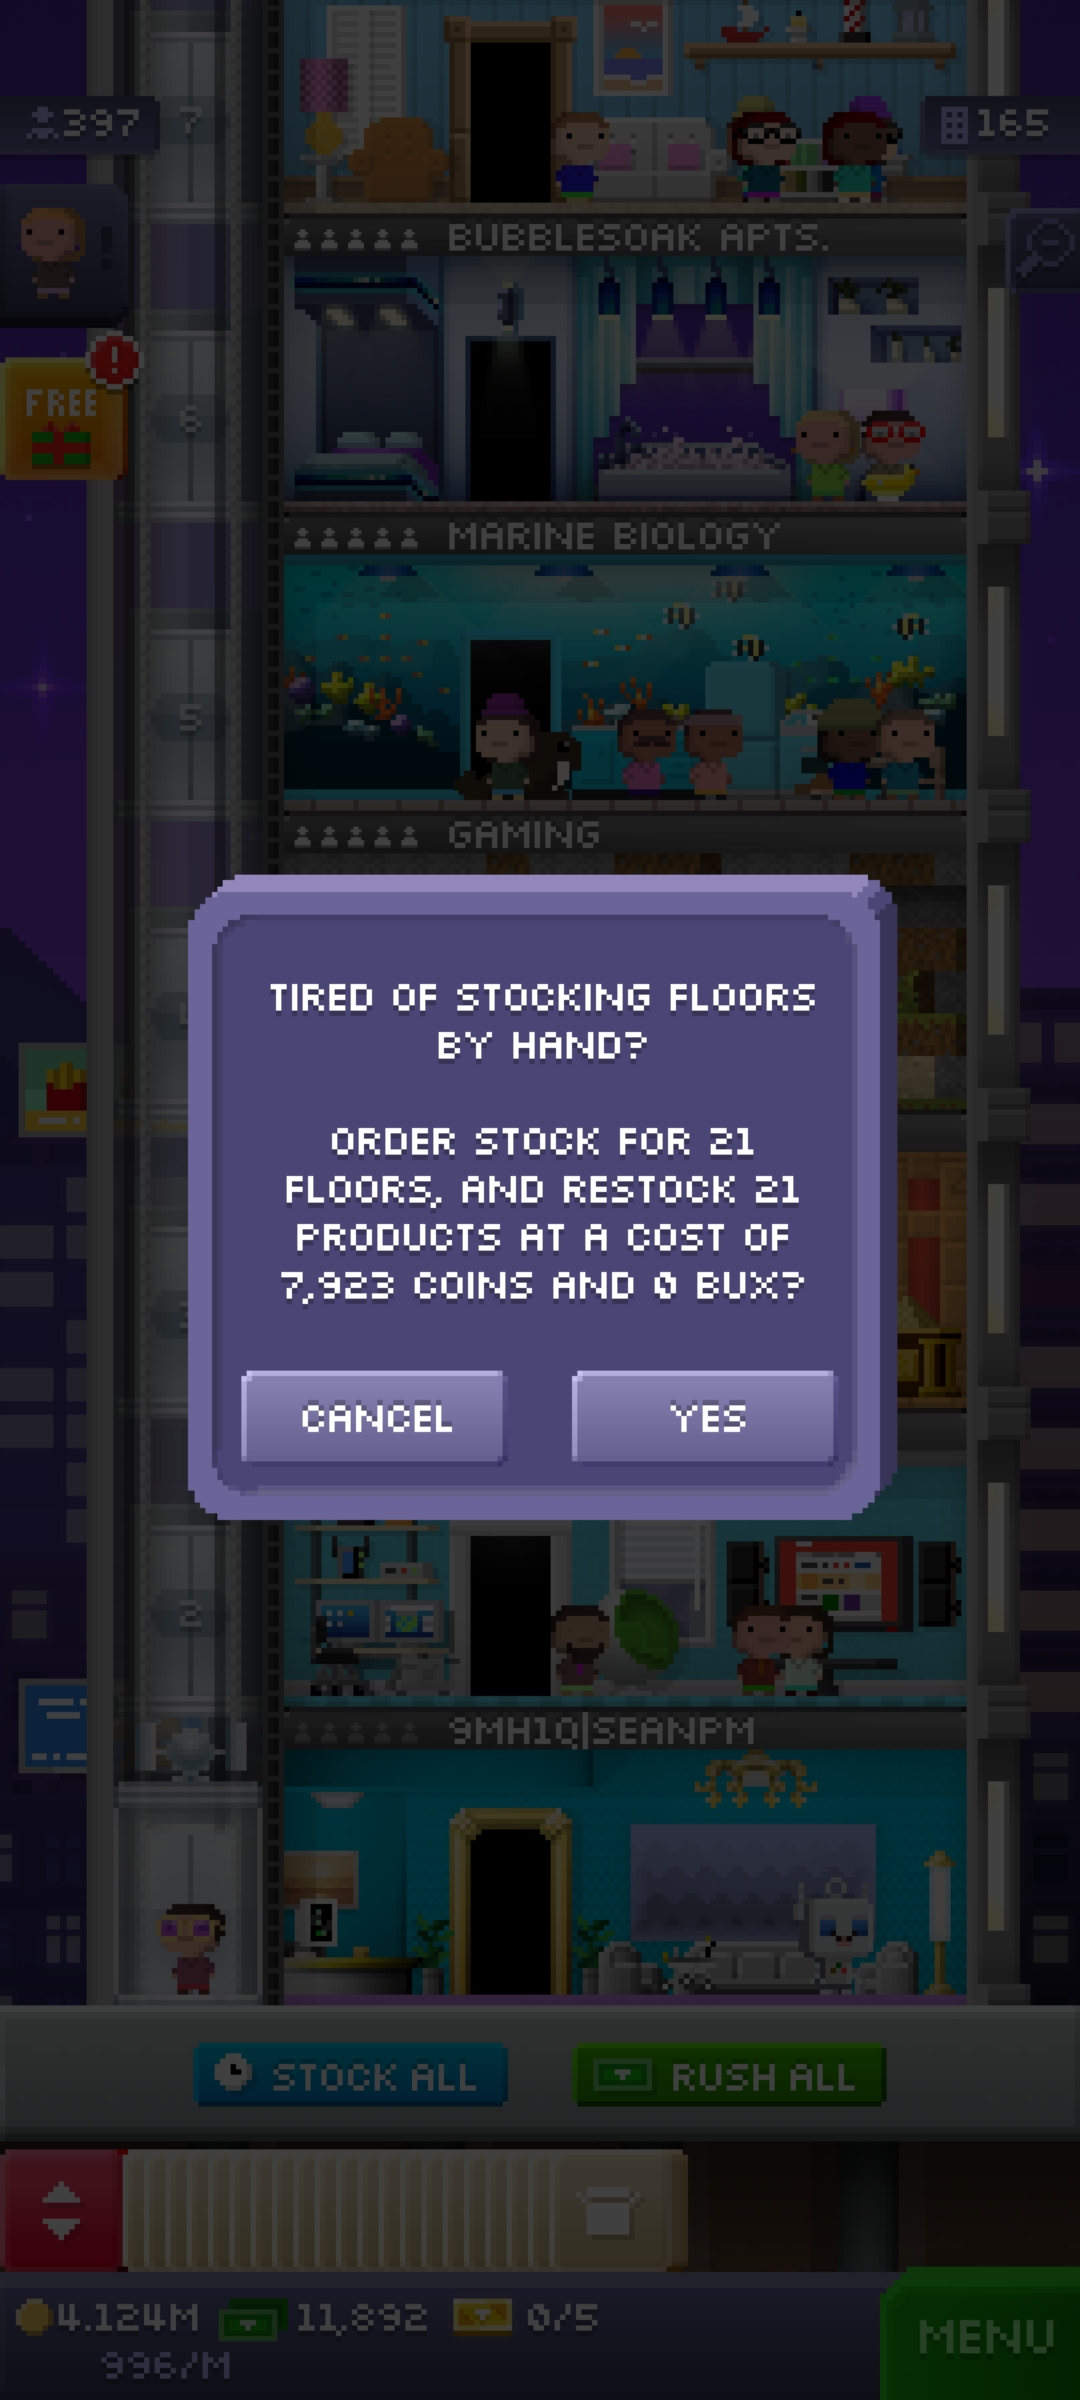 397
7
165
BUBBLESOAK APTS.
FREE
!
6
MARINE BIOLOGY
5
GAMING
TIRED OF STOCKING FLOORS
BY HAND?
ORDER STOCK FOR 21
FLOORS, AND RESTOCK 21
PRODUCTS AT A COST OF
7,923 COINS AND 0 BUX?
CANCEL
YES
2
9MH1Q|SEANPM
STOCK ALL
RUSH ALL
4.124M
11,892
0/5
MENU
996/M